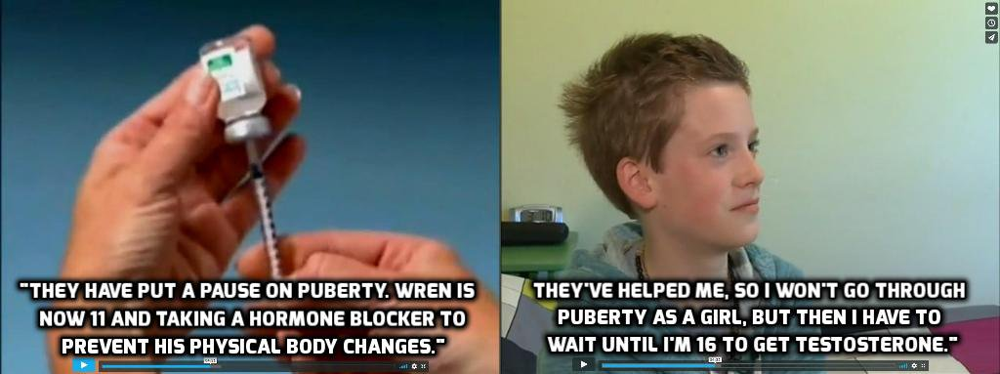 "THEY HAVE PUT A PAUSE ON PUBERTY. WREN IS
NOW 11 AND TAKING A HORMONE BLOCKER TO
PREVENT HIS PHYSICAL BODY CHANGES."
THEY'VE HELPED ME, SO I WON'T GO THROUGH
PUBERTY AS A GIRL, BUT THEN I HAVE TO
WAIT UNTIL I'M 16 TO GET TESTOSTERONE."